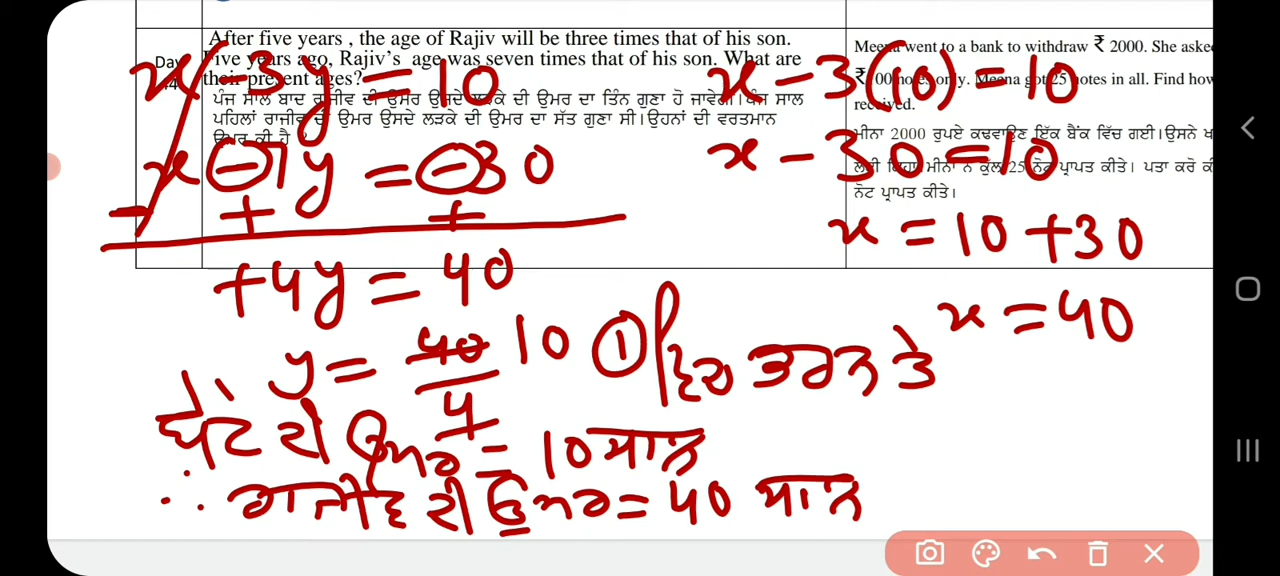 After five years , the age of Rajiv will be three times that of his son.
Five years ago, Rajiv's age was seven times that of his son. What are
their present ages?
Day
ਪੰਜ ਸਾਲ ਬਾਦ ਰਾਜੀਵ ਦੀ ਉਮਰ ਉਸਦੇ ਲੜਕੇ ਦੀ ਉਮਰ ਦਾ ਤਿੰਨ ਗੁਣਾ ਹੋ ਜਾਵੇਗੀ।ਪੰਜ ਸਾਲ
ਪਹਿਲਾਂ ਰਾਜੀਵ ਦੀ ਉਮਰ ਉਸਦੇ ਲੜਕੇ ਦੀ ਉਮਰ ਦਾ ਸੱਤ ਗੁਣਾ ਸੀ।ਉਹਨਾਂ ਦੀ ਵਰਤਮਾਨ
ਉਮਰ ਕੀ ਹੈ
x - 3y = 10
x - 7y = -30
- + +
+4y = 40
y = 40/4 10
ਬੇਟੇ ਦੀ ਉਮਰ = 10 ਸਾਲ
∴ ਰਾਜੀਵ ਦੀ ਉਮਰ = 40 ਸਾਲ
Meena went to a bank to withdraw ₹ 2000. She asked
₹ 00 notes only. Meena got 25 notes in all. Find how
received.
ਮੀਨਾ 2000 ਰੁਪਏ ਕਢਵਾਉਣ ਇੱਕ ਬੈਂਕ ਵਿੱਚ ਗਈ।ਉਸਨੇ
ਲਈ ਕਿਹਾ ਮੀਨਾ ਨੇ ਕੁੱਲ 25 ਨੋਟ ਪ੍ਰਾਪਤ ਕੀਤੇ। ਪਤਾ ਕਰੋ
ਨੋਟ ਪ੍ਰਾਪਤ ਕੀਤੇ।
x - 3(10) = 10
x - 30 = 10
x = 10 + 30
x = 40
① ਵਿੱਚ ਭਰਨ ਤੇ